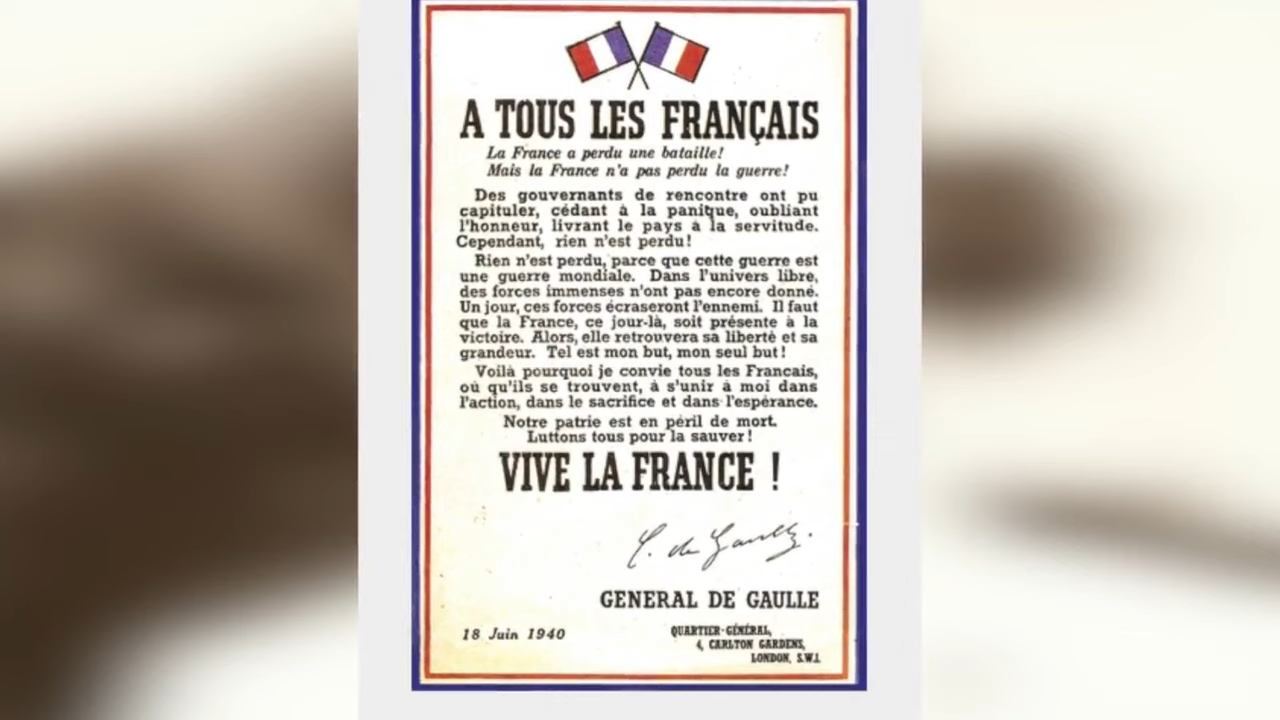 A TOUS LES FRANÇAIS
La France a perdu une bataille!
Mais la France n'a pas perdu la guerre!
Des gouvernants de rencontre ont pu
capituler, cédant à la panique, oubliant
l'honneur, livrant le pays à la servitude.
Cependant, rien n'est perdu!
Rien n'est perdu, parce que cette guerre est
une guerre mondiale. Dans l'univers libre,
des forces immenses n'ont pas encore donné.
Un jour, ces forces écraseront l'ennemi. Il faut
que la France, ce jour-là, soit présente à la
victoire. Alors, elle retrouvera sa liberté et sa
grandeur. Tel est mon but, mon seul but!
Voilà pourquoi je convie tous les Francais,
où qu'ils se trouvent, à s'unir à moi dans
l'action, dans le sacrifice et dans l'espérance.
Notre patrie est en péril de mort.
Luttons tous pour la sauver!
VIVE LA FRANCE !
C. de Gaulle.
GENERAL DE GAULLE
18 Juin 1940
QUARTIER-GÉNÉRAL,
4, CARLTON GARDENS,
LONDON, S.W.1.